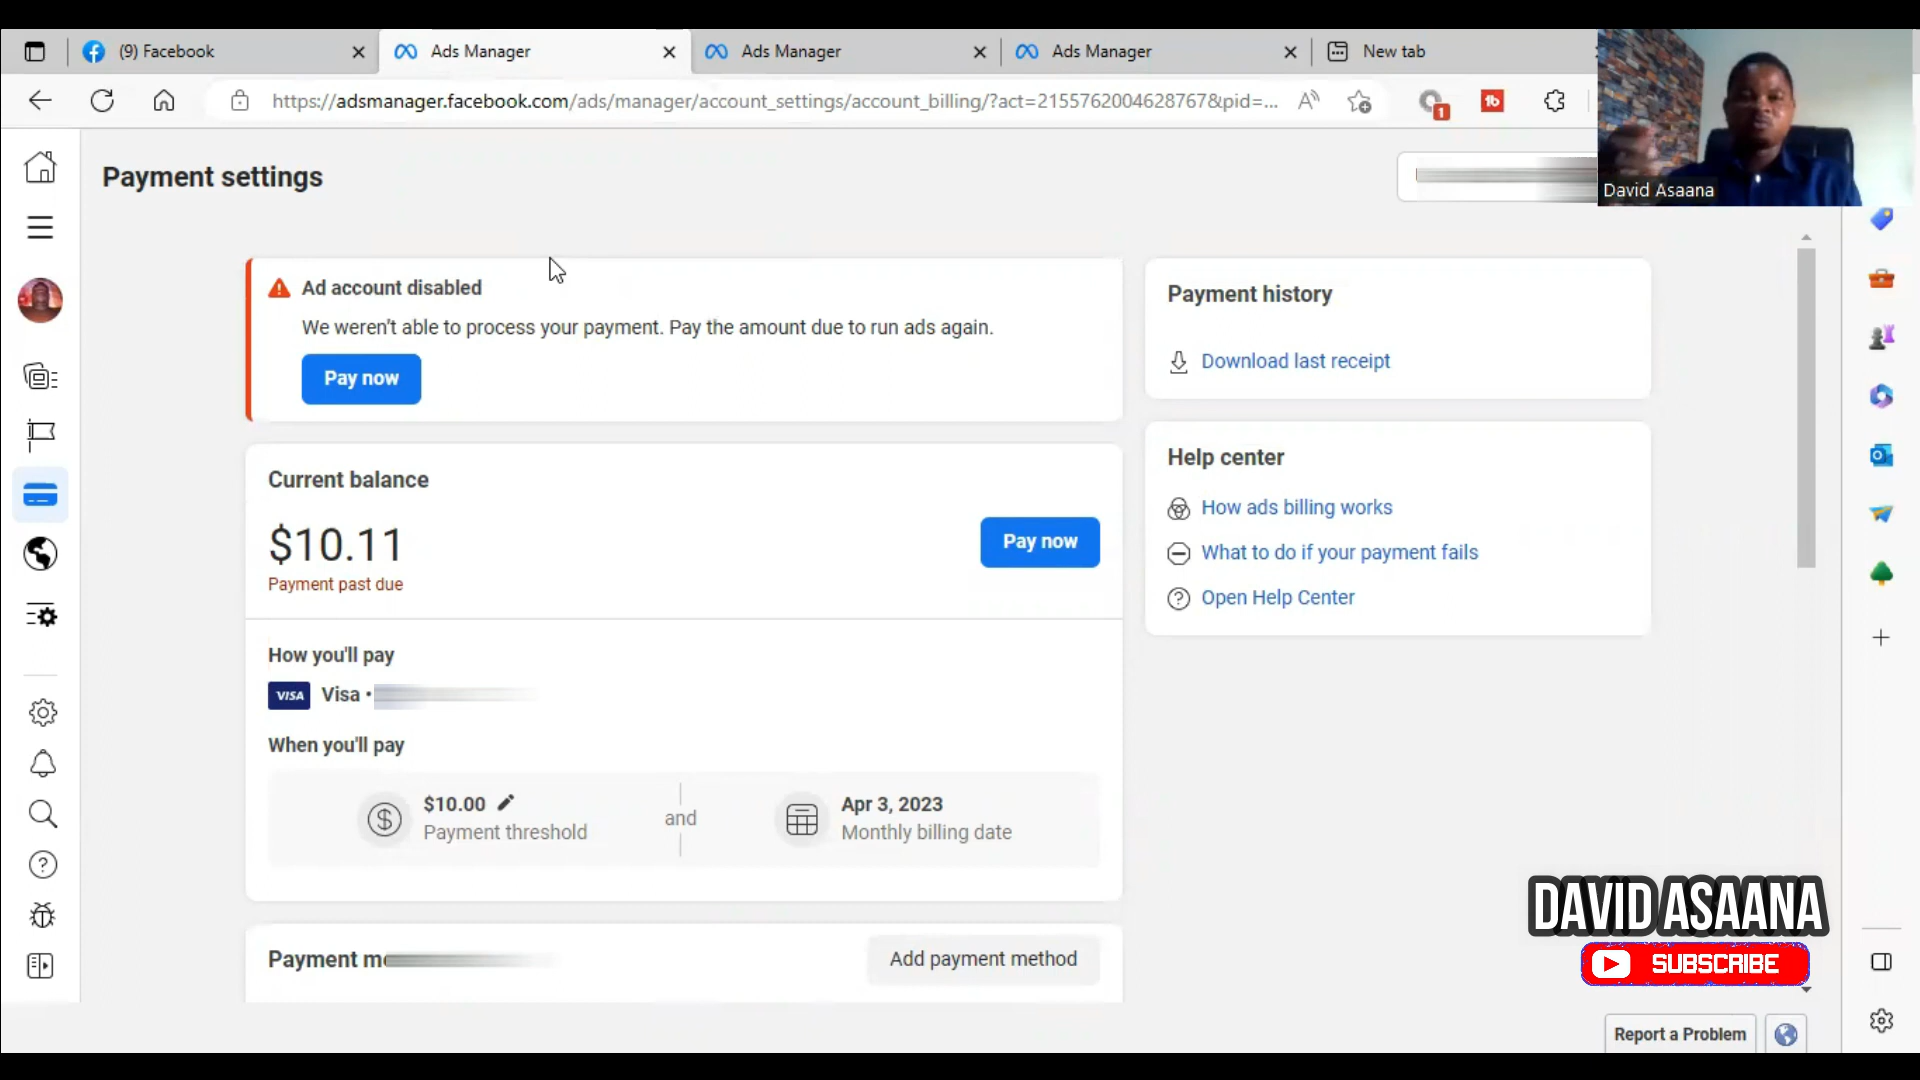 (9) Facebook
Ads Manager
Ads Manager
Ads Manager
New tab
https://adsmanager.facebook.com/ads/manager/account_settings/account_billing/?act=2155762004628767&pid=...
1
tb
David Asaana
Payment settings
Ad account disabled
We weren't able to process your payment. Pay the amount due to run ads again.
Pay now
Payment history
Download last receipt
Current balance
$10.11
Payment past due
Pay now
Help center
How ads billing works
What to do if your payment fails
Open Help Center
How you'll pay
VISA Visa •
When you'll pay
$10.00
Payment threshold
and
Apr 3, 2023
Monthly billing date
Payment
Add payment method
DAVID ASAANA
SUBSCRIBE
Report a Problem